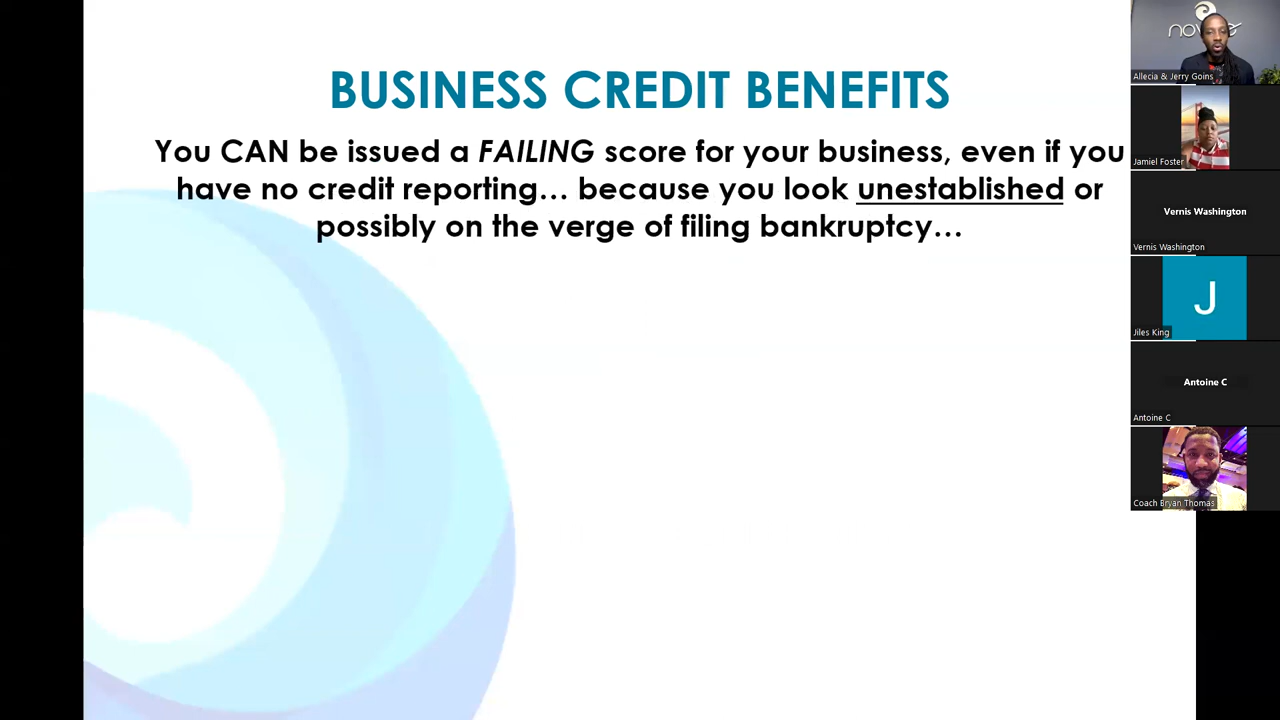 BUSINESS CREDIT BENEFITS
You CAN be issued a FAILING score for your business, even if you
have no credit reporting... because you look unestablished or
possibly on the verge of filing bankruptcy...
Allecia & Jerry Goins
Jamiel Foster
Vernis Washington
Vernis Washington
J
Jiles King
Antoine C
Antoine C
Coach Bryan Thomas